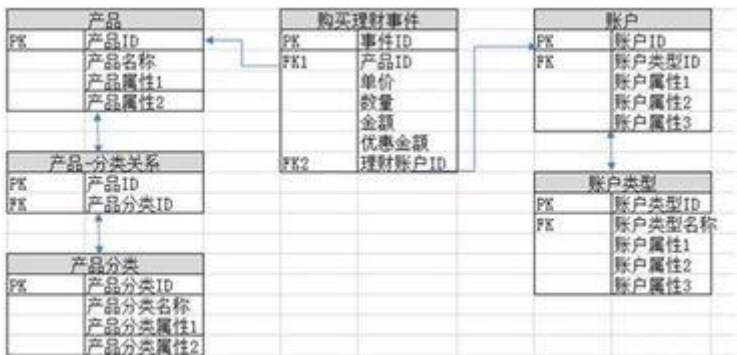 产品
PK 产品ID
产品名称
产品属性1
产品属性2
产品-分类关系
PK 产品ID
FK 产品分类ID
产品分类
PK 产品分类ID
产品分类名称
产品分类属性1
产品分类属性2
购买理财事件
PK 事件ID
FK1 产品ID
单价
数量
金额
优惠金额
FK2 理财账户ID
账户
PK 账户ID
FK 账户类型ID
账户属性1
账户属性2
账户属性3
账户类型
PK 账户类型ID
FK 账户类型名称
账户属性1
账户属性2
账户属性3